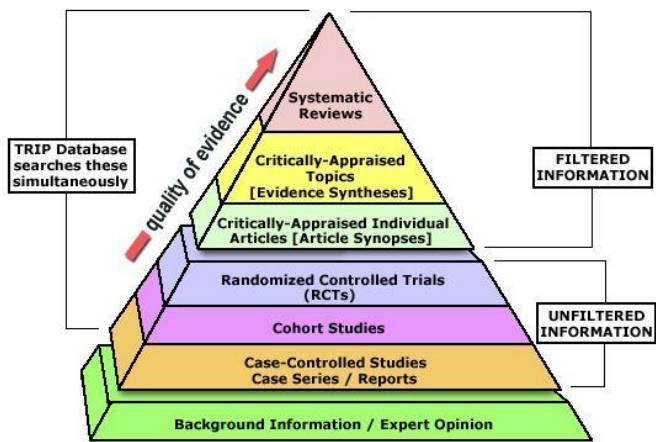 Systematic
Reviews
quality of evidence
TRIP Database
searches these
simultaneously
Critically-Appraised
Topics
[Evidence Syntheses]
FILTERED
INFORMATION
Critically-Appraised Individual
Articles [Article Synopses]
Randomized Controlled Trials
(RCTs)
UNFILTERED
INFORMATION
Cohort Studies
Case-Controlled Studies
Case Series / Reports
Background Information / Expert Opinion